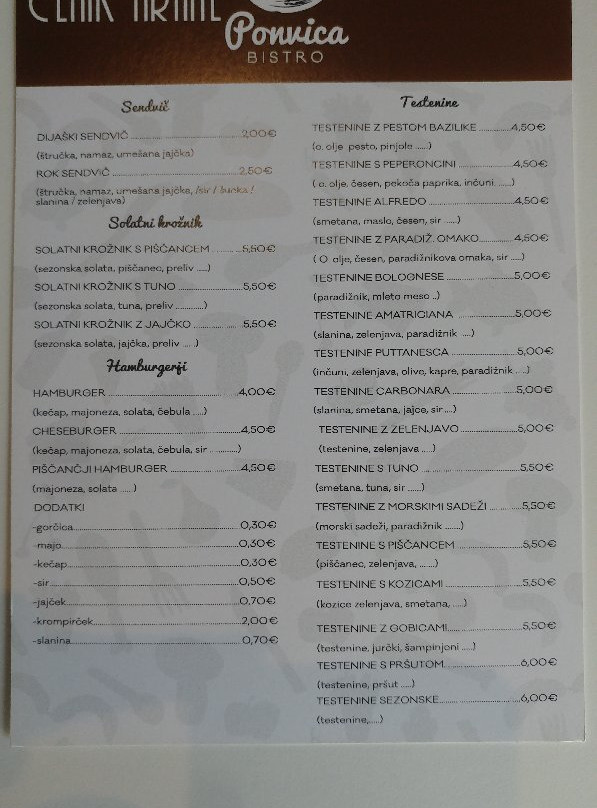 CENIK HRANE
Ponvica
BISTRO
Sendvič
DIJAŠKI SENDVIČ ..... 2,00€
(štručka, namaz, umešana jajčka)
ROK SENDVIČ ..... 2,50€
(štručka, namaz, umešana jajčka, /sir / bučka /
slanina / zelenjava)
Solatni krožnik
SOLATNI KROŽNIK S PIŠČANCEM ..... 5,50€
(sezonska solata, piščanec, preliv .....)
SOLATNI KROŽNIK S TUNO ..... 5,50€
(sezonska solata, tuna, preliv ...........)
SOLATNI KROŽNIK Z JAJČKO ..... 5,50€
(sezonska solata, jajčka, preliv .....)
Hamburgerji
HAMBURGER ..... 4,00€
(kečap, majoneza, solata, čebula .....)
CHESEBURGER ..... 4,50€
(kečap, majoneza, solata, čebula, sir ...........)
PIŠČANČJI HAMBURGER ..... 4,50€
(majoneza, solata .....)
DODATKI
-gorčica ..... 0,30€
-majo ..... 0,30€
-kečap ..... 0,30€
-sir ..... 0,50€
-jajček ..... 0,70€
-krompirček ..... 2,00€
-slanina ..... 0,70€
Testenine
TESTENINE Z PESTOM BAZILIKE ..... 4,50€
(o. olje pesto, pinjole .....)
TESTENINE S PEPERONCINI ..... 4,50€
( o. olje, česen, pekoča paprika, inčuni .....)
TESTENINE ALFREDO ..... 4,50€
(smetana, maslo, česen, sir .....)
TESTENINE Z PARADIŽ. OMAKO ..... 4,50€
( O. olje, česen, paradižnikova omaka, sir .....)
TESTENINE BOLOGNESE ..... 5,00€
(paradižnik, mleto meso ..)
TESTENINE AMATRICIANA ..... 5,00€
(slanina, zelenjava, paradižnik ....)
TESTENINE PUTTANESCA ..... 5,00€
(inčuni, zelenjava, olive, kapre, paradižnik .....)
TESTENINE CARBONARA ..... 5,00€
(slanina, smetana, jajce, sir....)
TESTENINE Z ZELENJAVO ..... 5,00€
(testenine, zelenjava .....)
TESTENINE S TUNO ..... 5,50€
(smetana, tuna, sir ......)
TESTENINE Z MORSKIMI SADEŽI ..... 5,50€
(morski sadeži, paradižnik .......)
TESTENINE S PIŠČANCEM ..... 5,50€
(piščanec, zelenjava, .......)
TESTENINE S KOZICAMI ..... 5,50€
(kozice zelenjava, smetana, .....)
TESTENINE Z GOBICAMI ..... 5,50€
(testenine, jurčki, šampinjoni .....)
TESTENINE S PRŠUTOM ..... 6,00€
(testenine, pršut .....)
TESTENINE SEZONSKE ..... 6,00€
(testenine,.....)